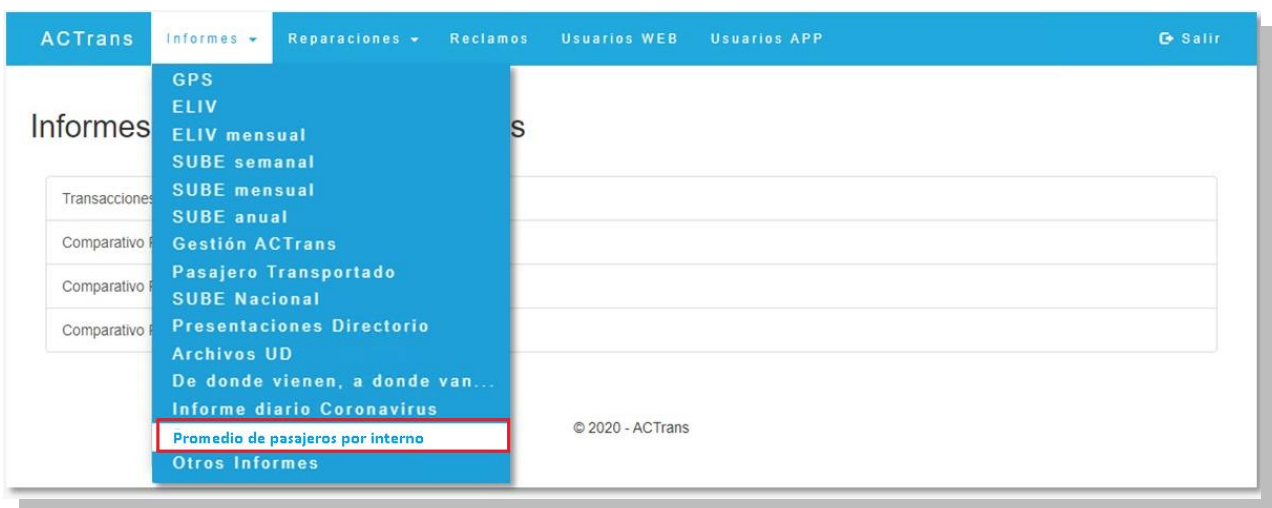 ACTrans Informes Reparaciones Reclamos Usuarios WEB Usuarios APP Salir
GPS
ELIV
Informes s
ELIV mensual
SUBE semanal
SUBE mensual
Transacciones
SUBE anual
Comparativo
Gestión ACTrans
Pasajero Transportado
Comparativo
SUBE Nacional
Presentaciones Directorio
Comparativo
Archivos UD
De donde vienen, a donde van...
Informe diario Coronavirus
© 2020 - ACTrans
Promedio de pasajeros por interno
Otros Informes